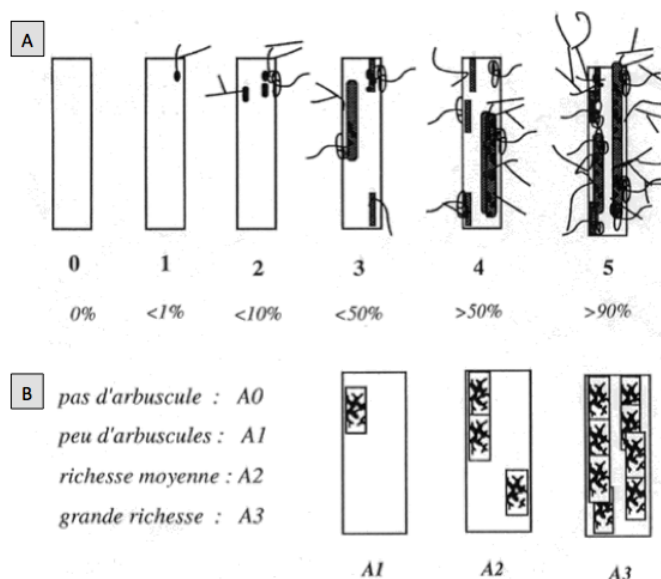 A
0 1 2 3 4 5
0% <1% <10% <50% >50% >90%
B
pas d'arbuscule : A0
peu d'arbuscules : A1
richesse moyenne : A2
grande richesse : A3
A1 A2 A3